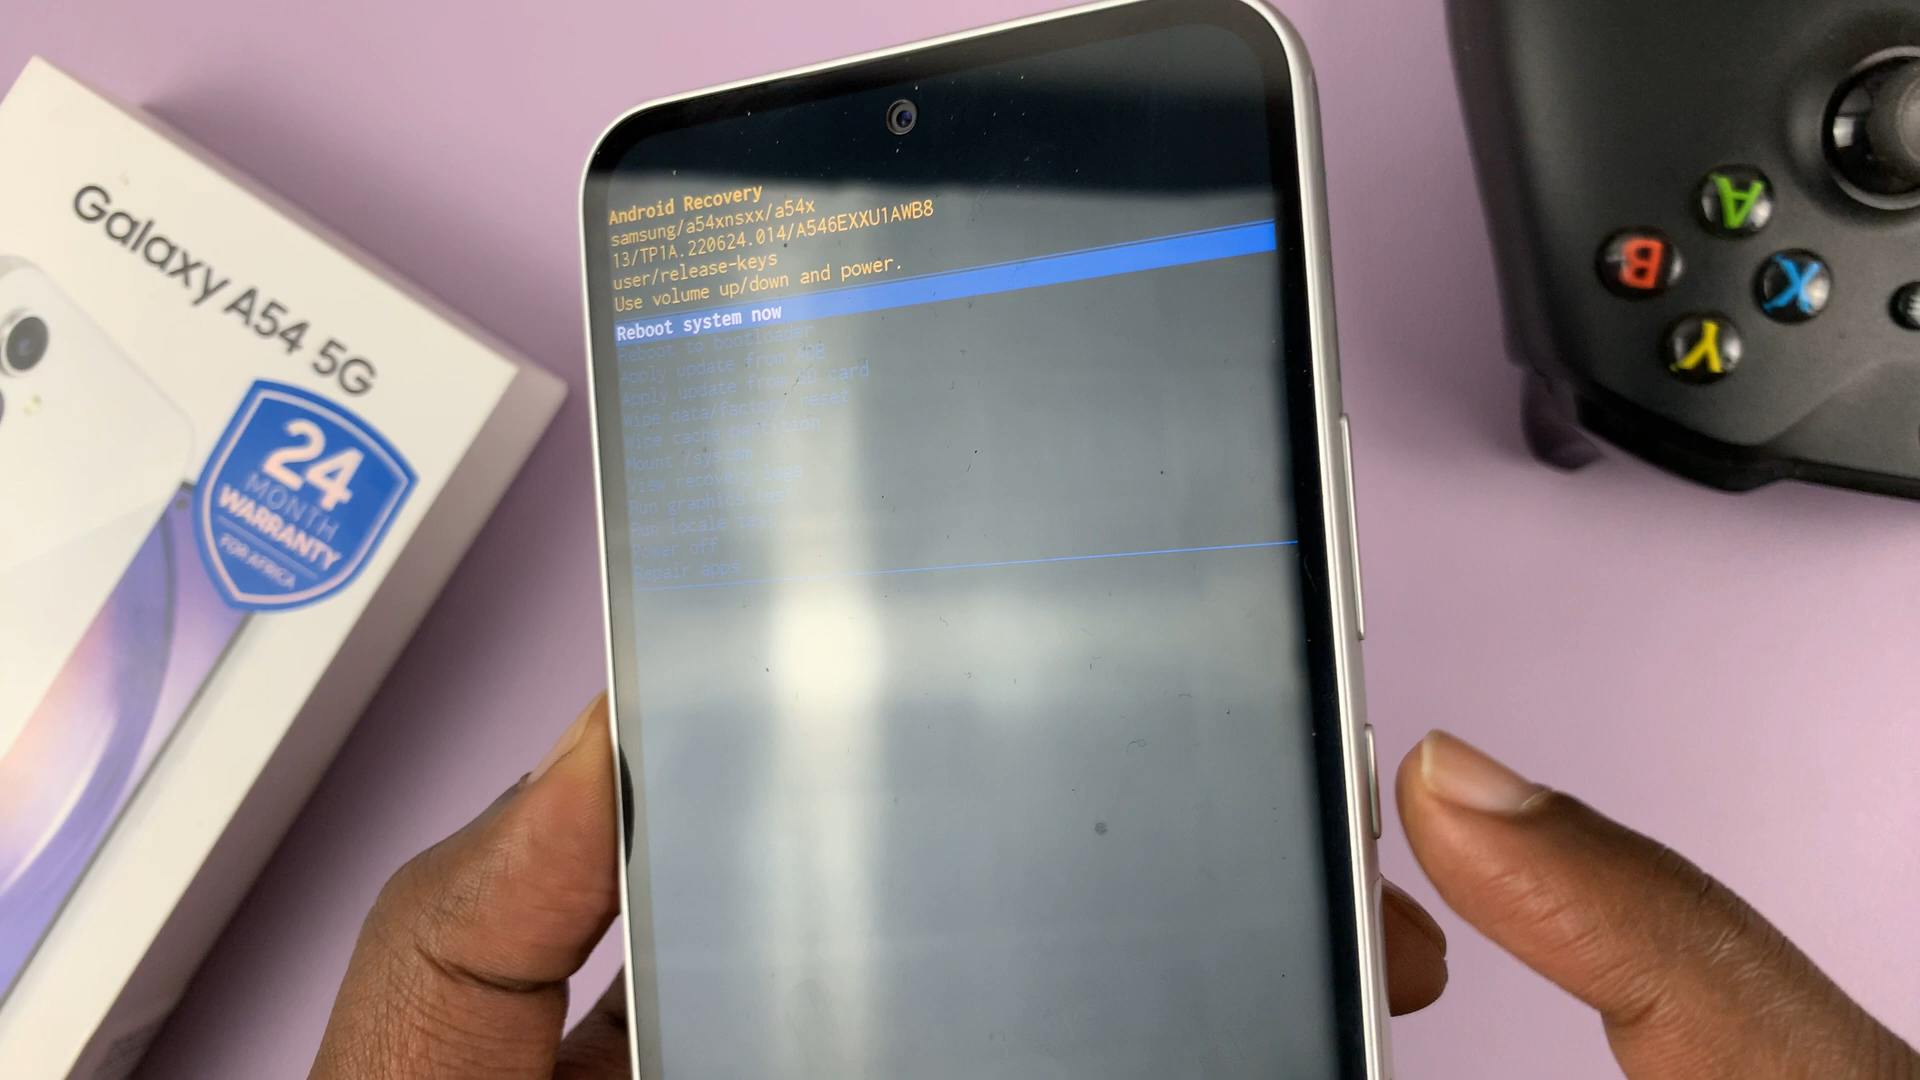 Galaxy A54 5G
24
MONTH
WARRANTY
FOR AFRICA
Android Recovery
samsung/a54xnsxx/a54x
13/TP1A.220624.014/A546EXXU1AWB8
user/release-keys
Use volume up/down and power.
Reboot system now
Reboot to bootloader
Apply update from ADB
Apply update from SD card
Wipe data/factory reset
Wipe cache partition
Mount /system
View recovery logs
Run graphics test
Run locale test
Power off
Repair apps
A
B
X
Y